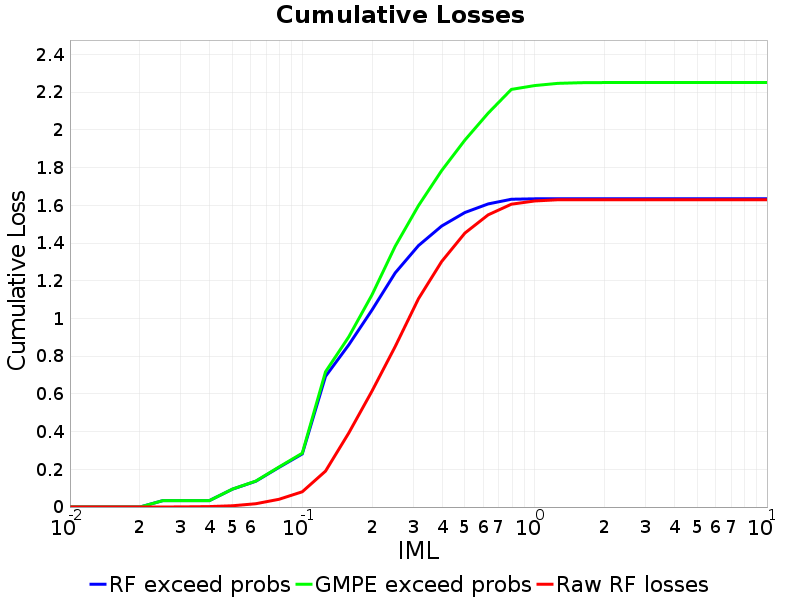 Cumulative Losses
Cumulative Loss
2.4
2.2
2
1.8
1.6
1.4
1.2
1
0.8
0.6
0.4
0.2
0
10-2 2 3 4 5 6 10-1 2 3 4 5 6 7 100 2 3 4 5 6 7 101
IML
RF exceed probs GMPE exceed probs Raw RF losses